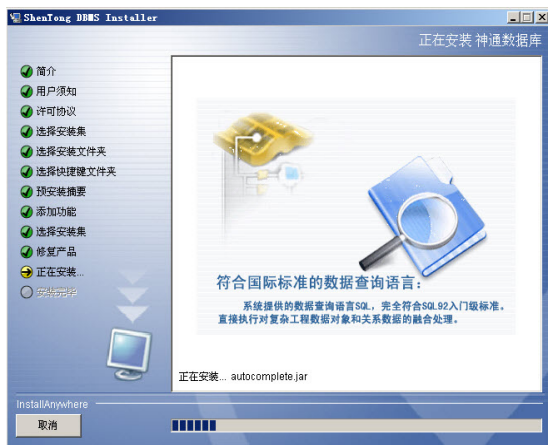 ShenTong DBMS Installer
正在安装 神通数据库
简介
用户须知
许可协议
选择安装集
选择安装文件夹
选择快捷键文件夹
预安装摘要
添加功能
选择安装集
修复产品
正在安装...
安装完毕
符合国际标准的数据查询语言：
系统提供的数据查询语言SQL，完全符合SQL92入门级标准。
直接执行对复杂工程数据对象和关系数据的融合处理。
正在安装... autocomplete.jar
InstallAnywhere
取消